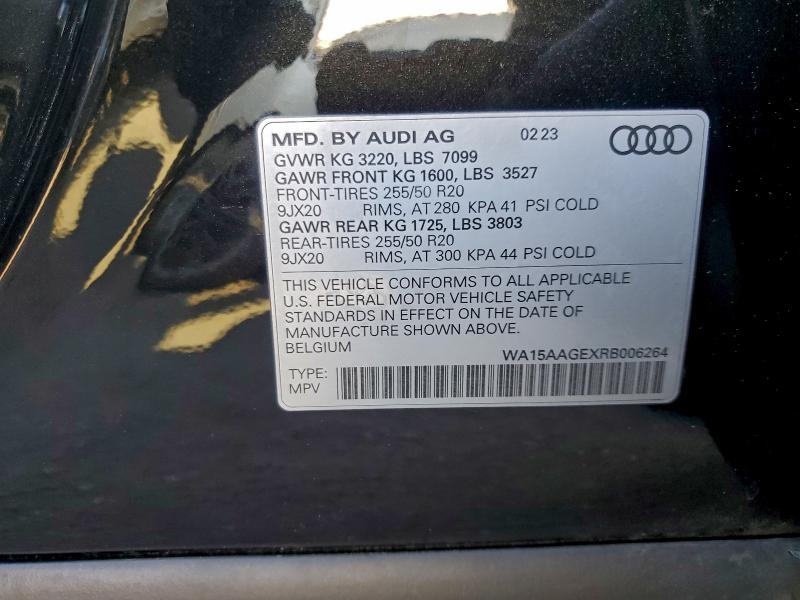 MFD. BY AUDI AG 02 23
GVWR KG 3220, LBS 7099
GAWR FRONT KG 1600, LBS 3527
FRONT-TIRES 255/50 R20
9JX20 RIMS, AT 280 KPA 41 PSI COLD
GAWR REAR KG 1725, LBS 3803
REAR-TIRES 255/50 R20
9JX20 RIMS, AT 300 KPA 44 PSI COLD
THIS VEHICLE CONFORMS TO ALL APPLICABLE
U.S. FEDERAL MOTOR VEHICLE SAFETY
STANDARDS IN EFFECT ON THE DATE OF
MANUFACTURE SHOWN ABOVE.
BELGIUM WA15AAGEXRB006264
TYPE:
MPV